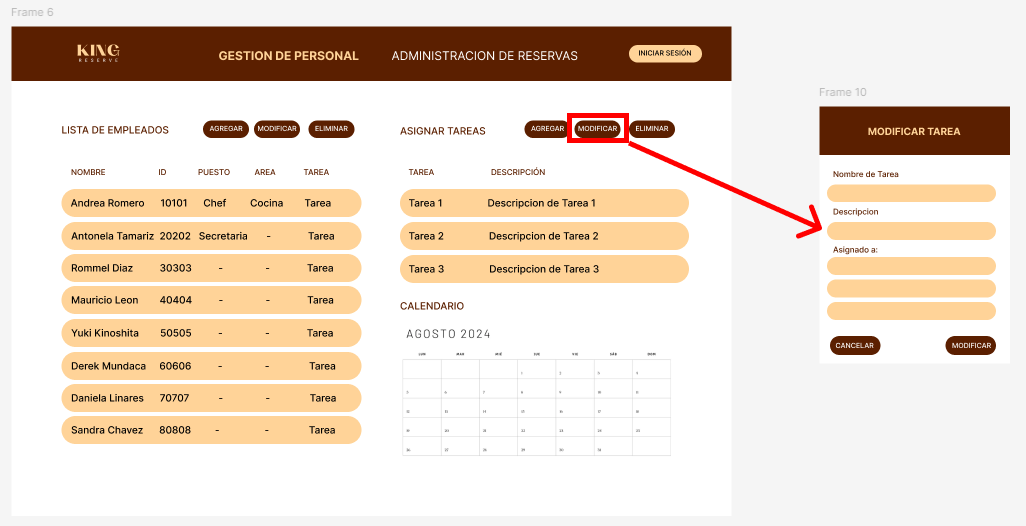 Frame 6
KING
RESERVE
GESTION DE PERSONAL
ADMINISTRACION DE RESERVAS
INICIAR SESIÓN
LISTA DE EMPLEADOS
AGREGAR
MODIFICAR
ELIMINAR
NOMBRE ID PUESTO AREA TAREA
Andrea Romero 10101 Chef Cocina Tarea
Antonela Tamariz 20202 Secretaria - Tarea
Rommel Diaz 30303 - - Tarea
Mauricio Leon 40404 - - Tarea
Yuki Kinoshita 50505 - - Tarea
Derek Mundaca 60606 - - Tarea
Daniela Linares 70707 - - Tarea
Sandra Chavez 80808 - - Tarea
ASIGNAR TAREAS
AGREGAR
MODIFICAR
ELIMINAR
TAREA DESCRIPCIÓN
Tarea 1 Descripcion de Tarea 1
Tarea 2 Descripcion de Tarea 2
Tarea 3 Descripcion de Tarea 3
CALENDARIO
AGOSTO 2024
LUN MAR MIÉ JUE VIE SÁB DOM
1 2 3 4
5 6 7 8 9 10 11
12 13 14 15 16 17 18
19 20 21 22 23 24 25
26 27 28 29 30 31
Frame 10
MODIFICAR TAREA
Nombre de Tarea
Descripcion
Asignado a:
CANCELAR
MODIFICAR